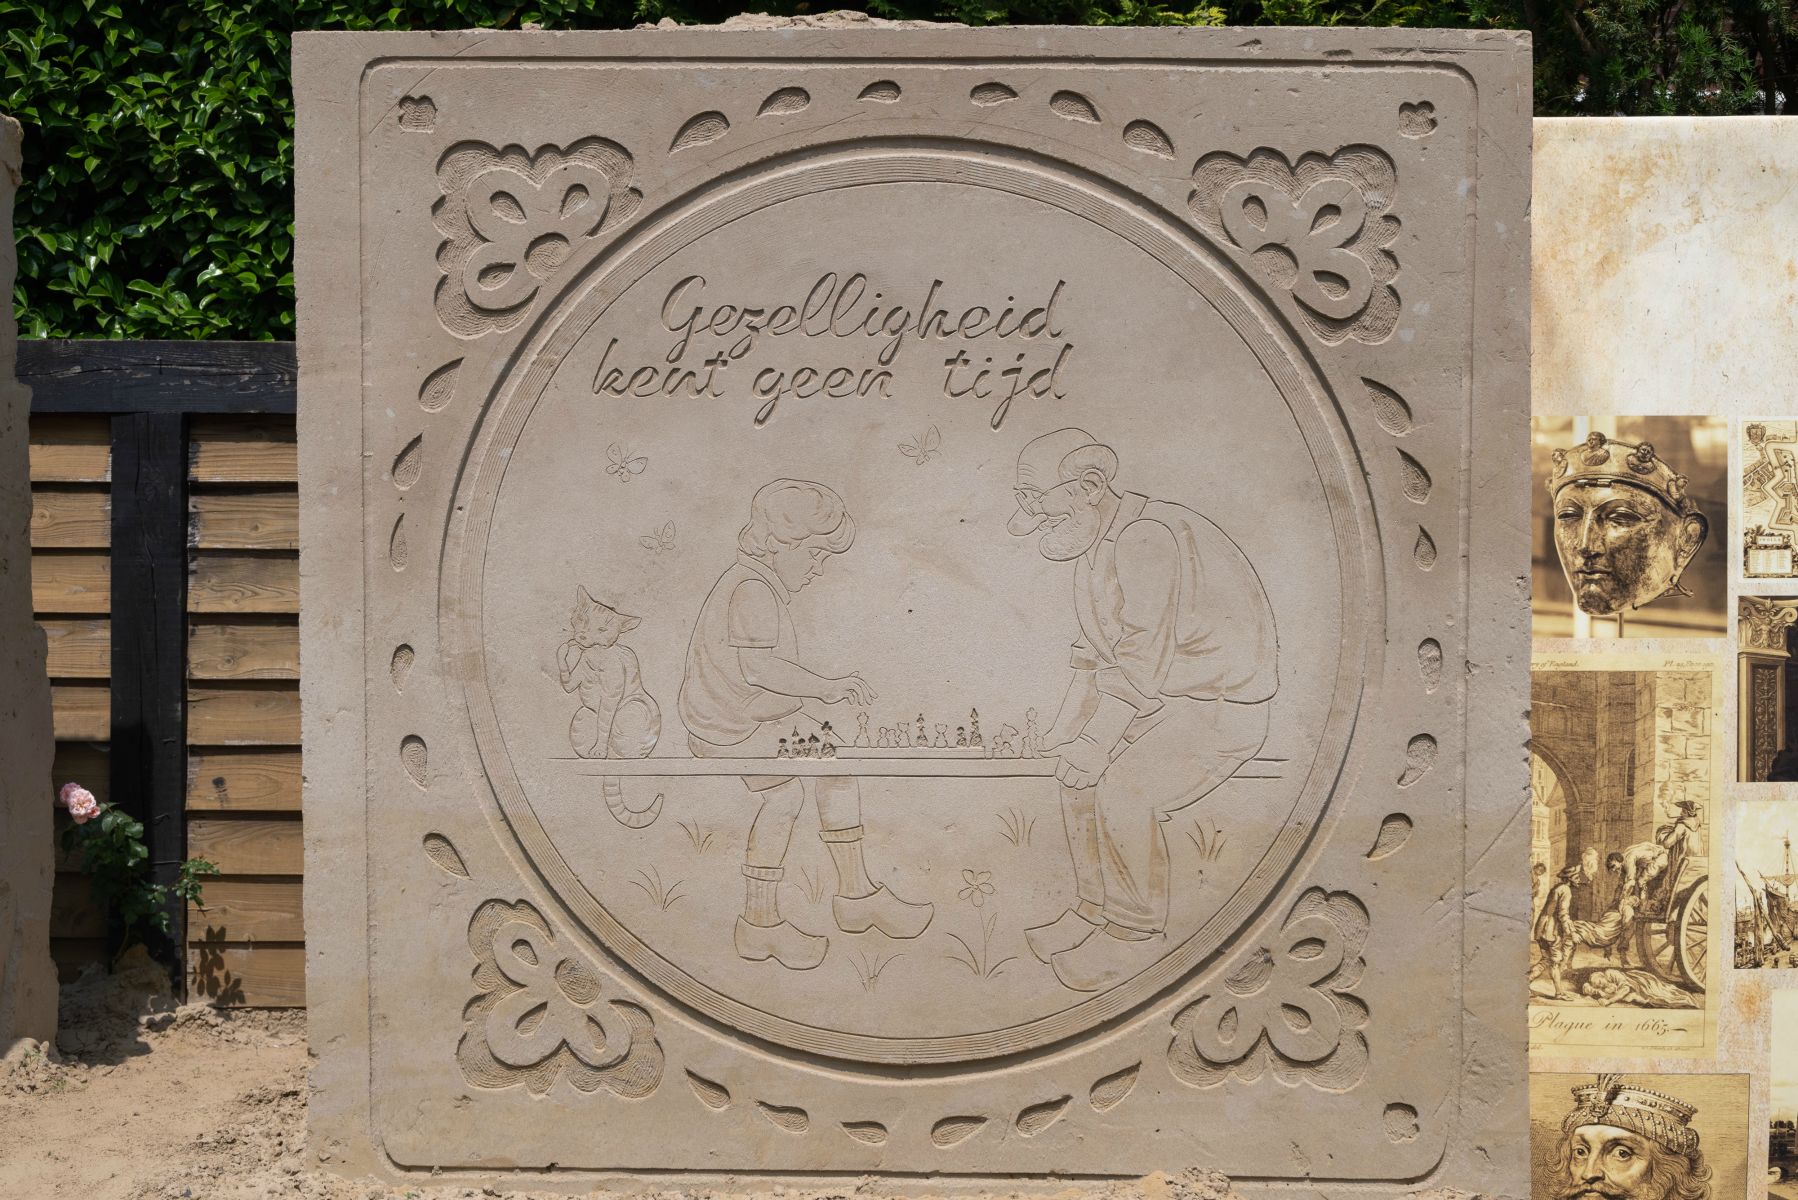 Gezelligheid
kent geen tijd
Plague in 1665